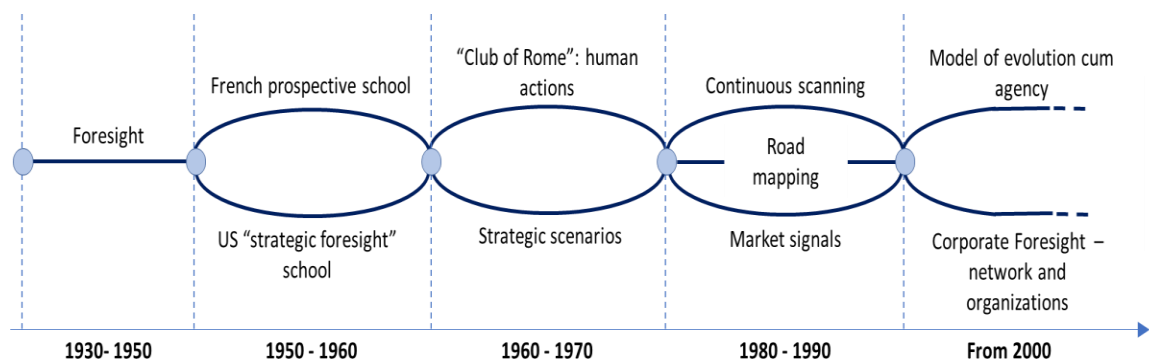 Foresight
French prospective school
US “strategic foresight”
school
“Club of Rome”: human
actions
Strategic scenarios
Continuous scanning
Road
mapping
Market signals
Model of evolution cum
agency
Corporate Foresight –
network and
organizations
1930- 1950
1950 - 1960
1960 - 1970
1980 - 1990
From 2000